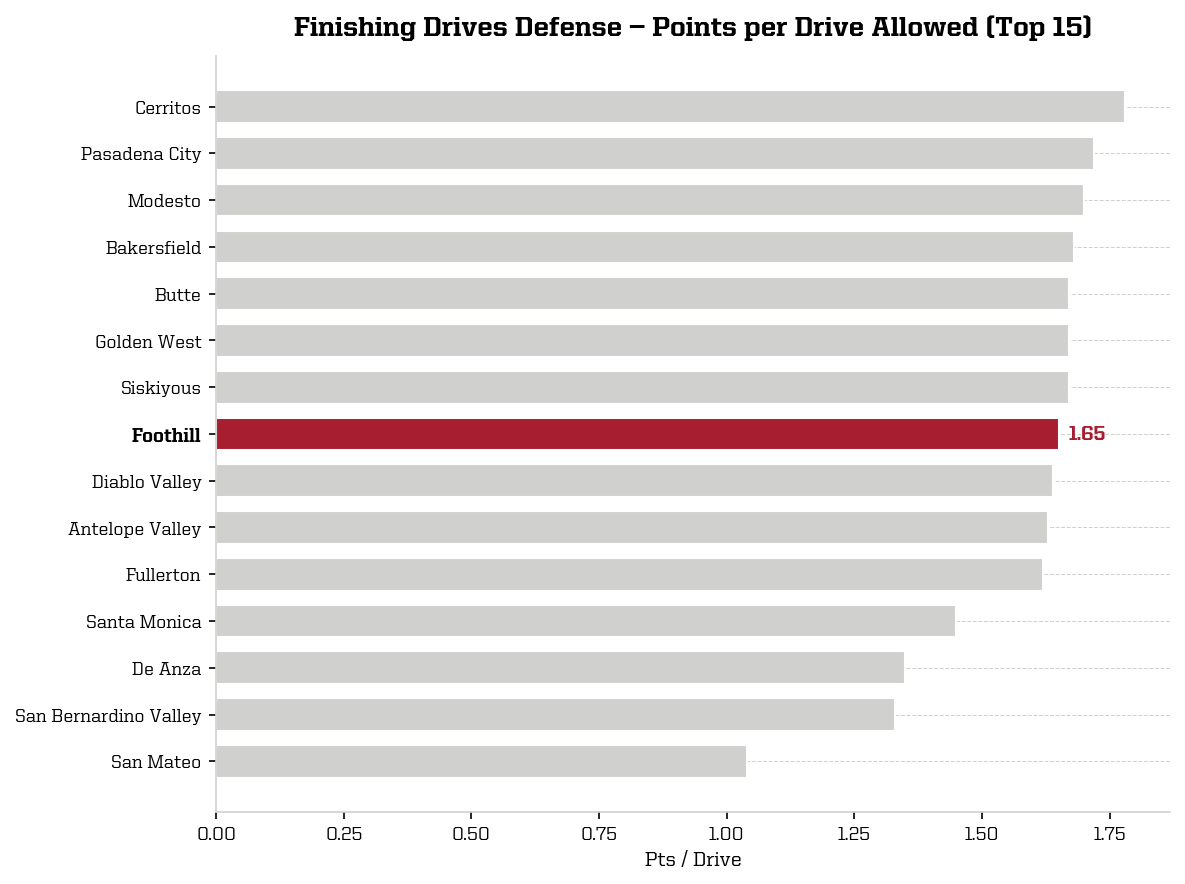 Finishing Drives Defense – Points per Drive Allowed (Top 15)
Cerritos
Pasadena City
Modesto
Bakersfield
Butte
Golden West
Siskiyous
Foothill 1.65
Diablo Valley
Antelope Valley
Fullerton
Santa Monica
De Anza
San Bernardino Valley
San Mateo
0.00 0.25 0.50 0.75 1.00 1.25 1.50 1.75
Pts / Drive